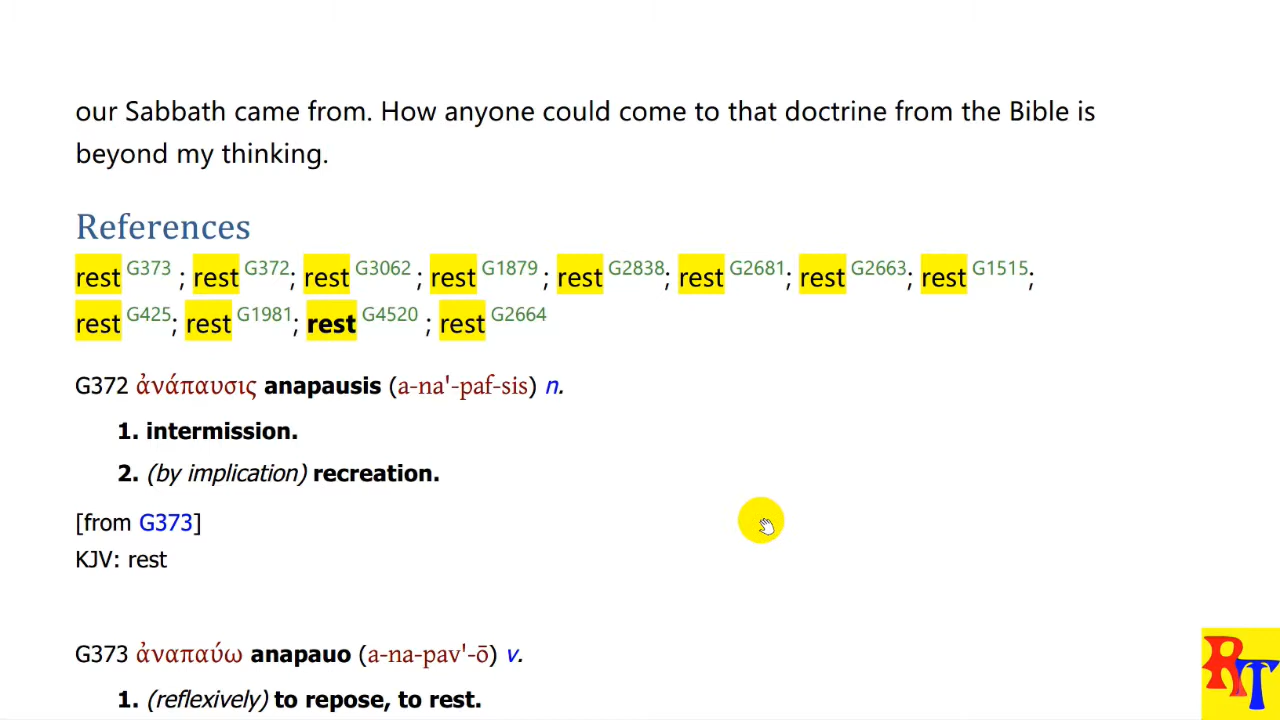 our Sabbath came from. How anyone could come to that doctrine from the Bible is
beyond my thinking.
References
rest G373 ; rest G372; rest G3062 ; rest G1879 ; rest G2838; rest G2681; rest G2663; rest G1515;
rest G425; rest G1981; rest G4520 ; rest G2664
G372 ἀνάπαυσις anapausis (a-na'-paf-sis) n.
1. intermission.
2. (by implication) recreation.
[from G373]
KJV: rest
G373 ἀναπαύω anapauo (a-na-pav'-ō) v.
1. (reflexively) to repose, to rest.
RT